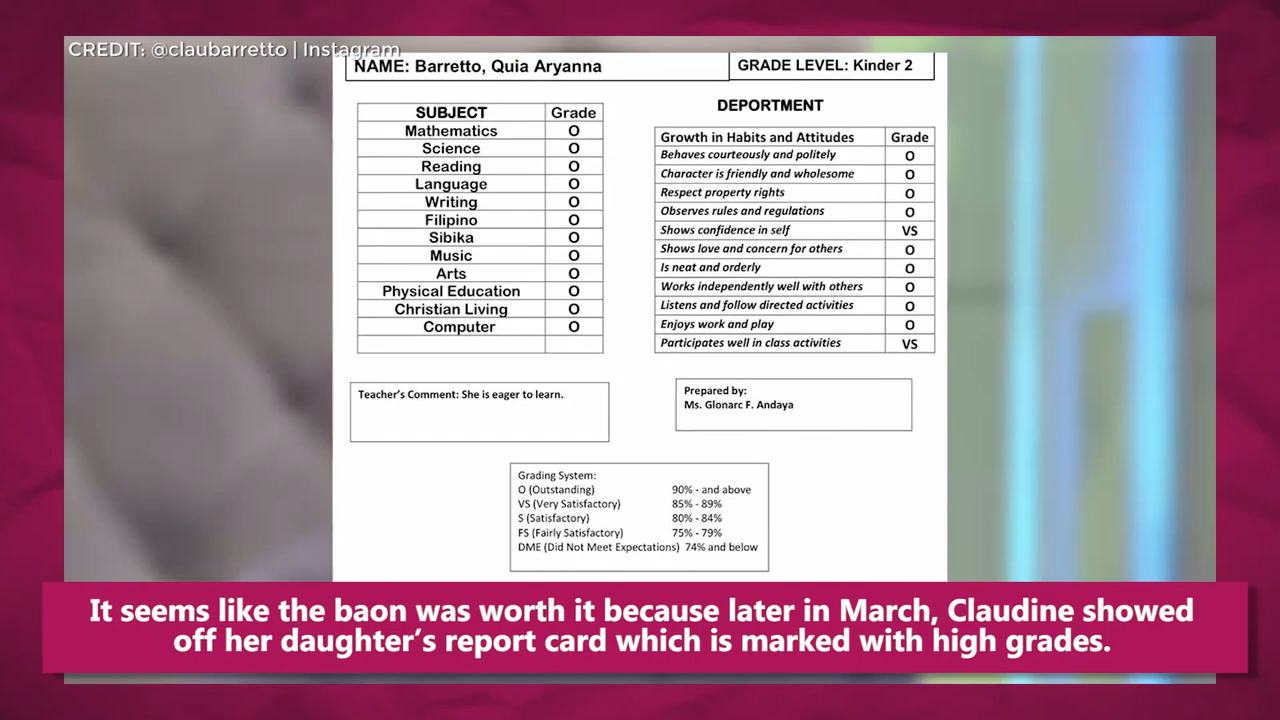 CREDIT: @claubarretto | Instagram
NAME: Barretto, Quia Aryanna
GRADE LEVEL: Kinder 2
SUBJECT Grade
Mathematics O
Science O
Reading O
Language O
Writing O
Filipino O
Sibika O
Music O
Arts O
Physical Education O
Christian Living O
Computer O
DEPORTMENT
Growth in Habits and Attitudes Grade
Behaves courteously and politely O
Character is friendly and wholesome O
Respect property rights O
Observes rules and regulations O
Shows confidence in self VS
Shows love and concern for others O
Is neat and orderly O
Works independently well with others O
Listens and follow directed activities O
Enjoys work and play O
Participates well in class activities VS
Teacher's Comment: She is eager to learn.
Prepared by:
Ms. Glonarc F. Andaya
Grading System:
O (Outstanding) 90% - and above
VS (Very Satisfactory) 85% - 89%
S (Satisfactory) 80% - 84%
FS (Fairly Satisfactory) 75% - 79%
DME (Did Not Meet Expectations) 74% and below
It seems like the baon was worth it because later in March, Claudine showed
off her daughter's report card which is marked with high grades.